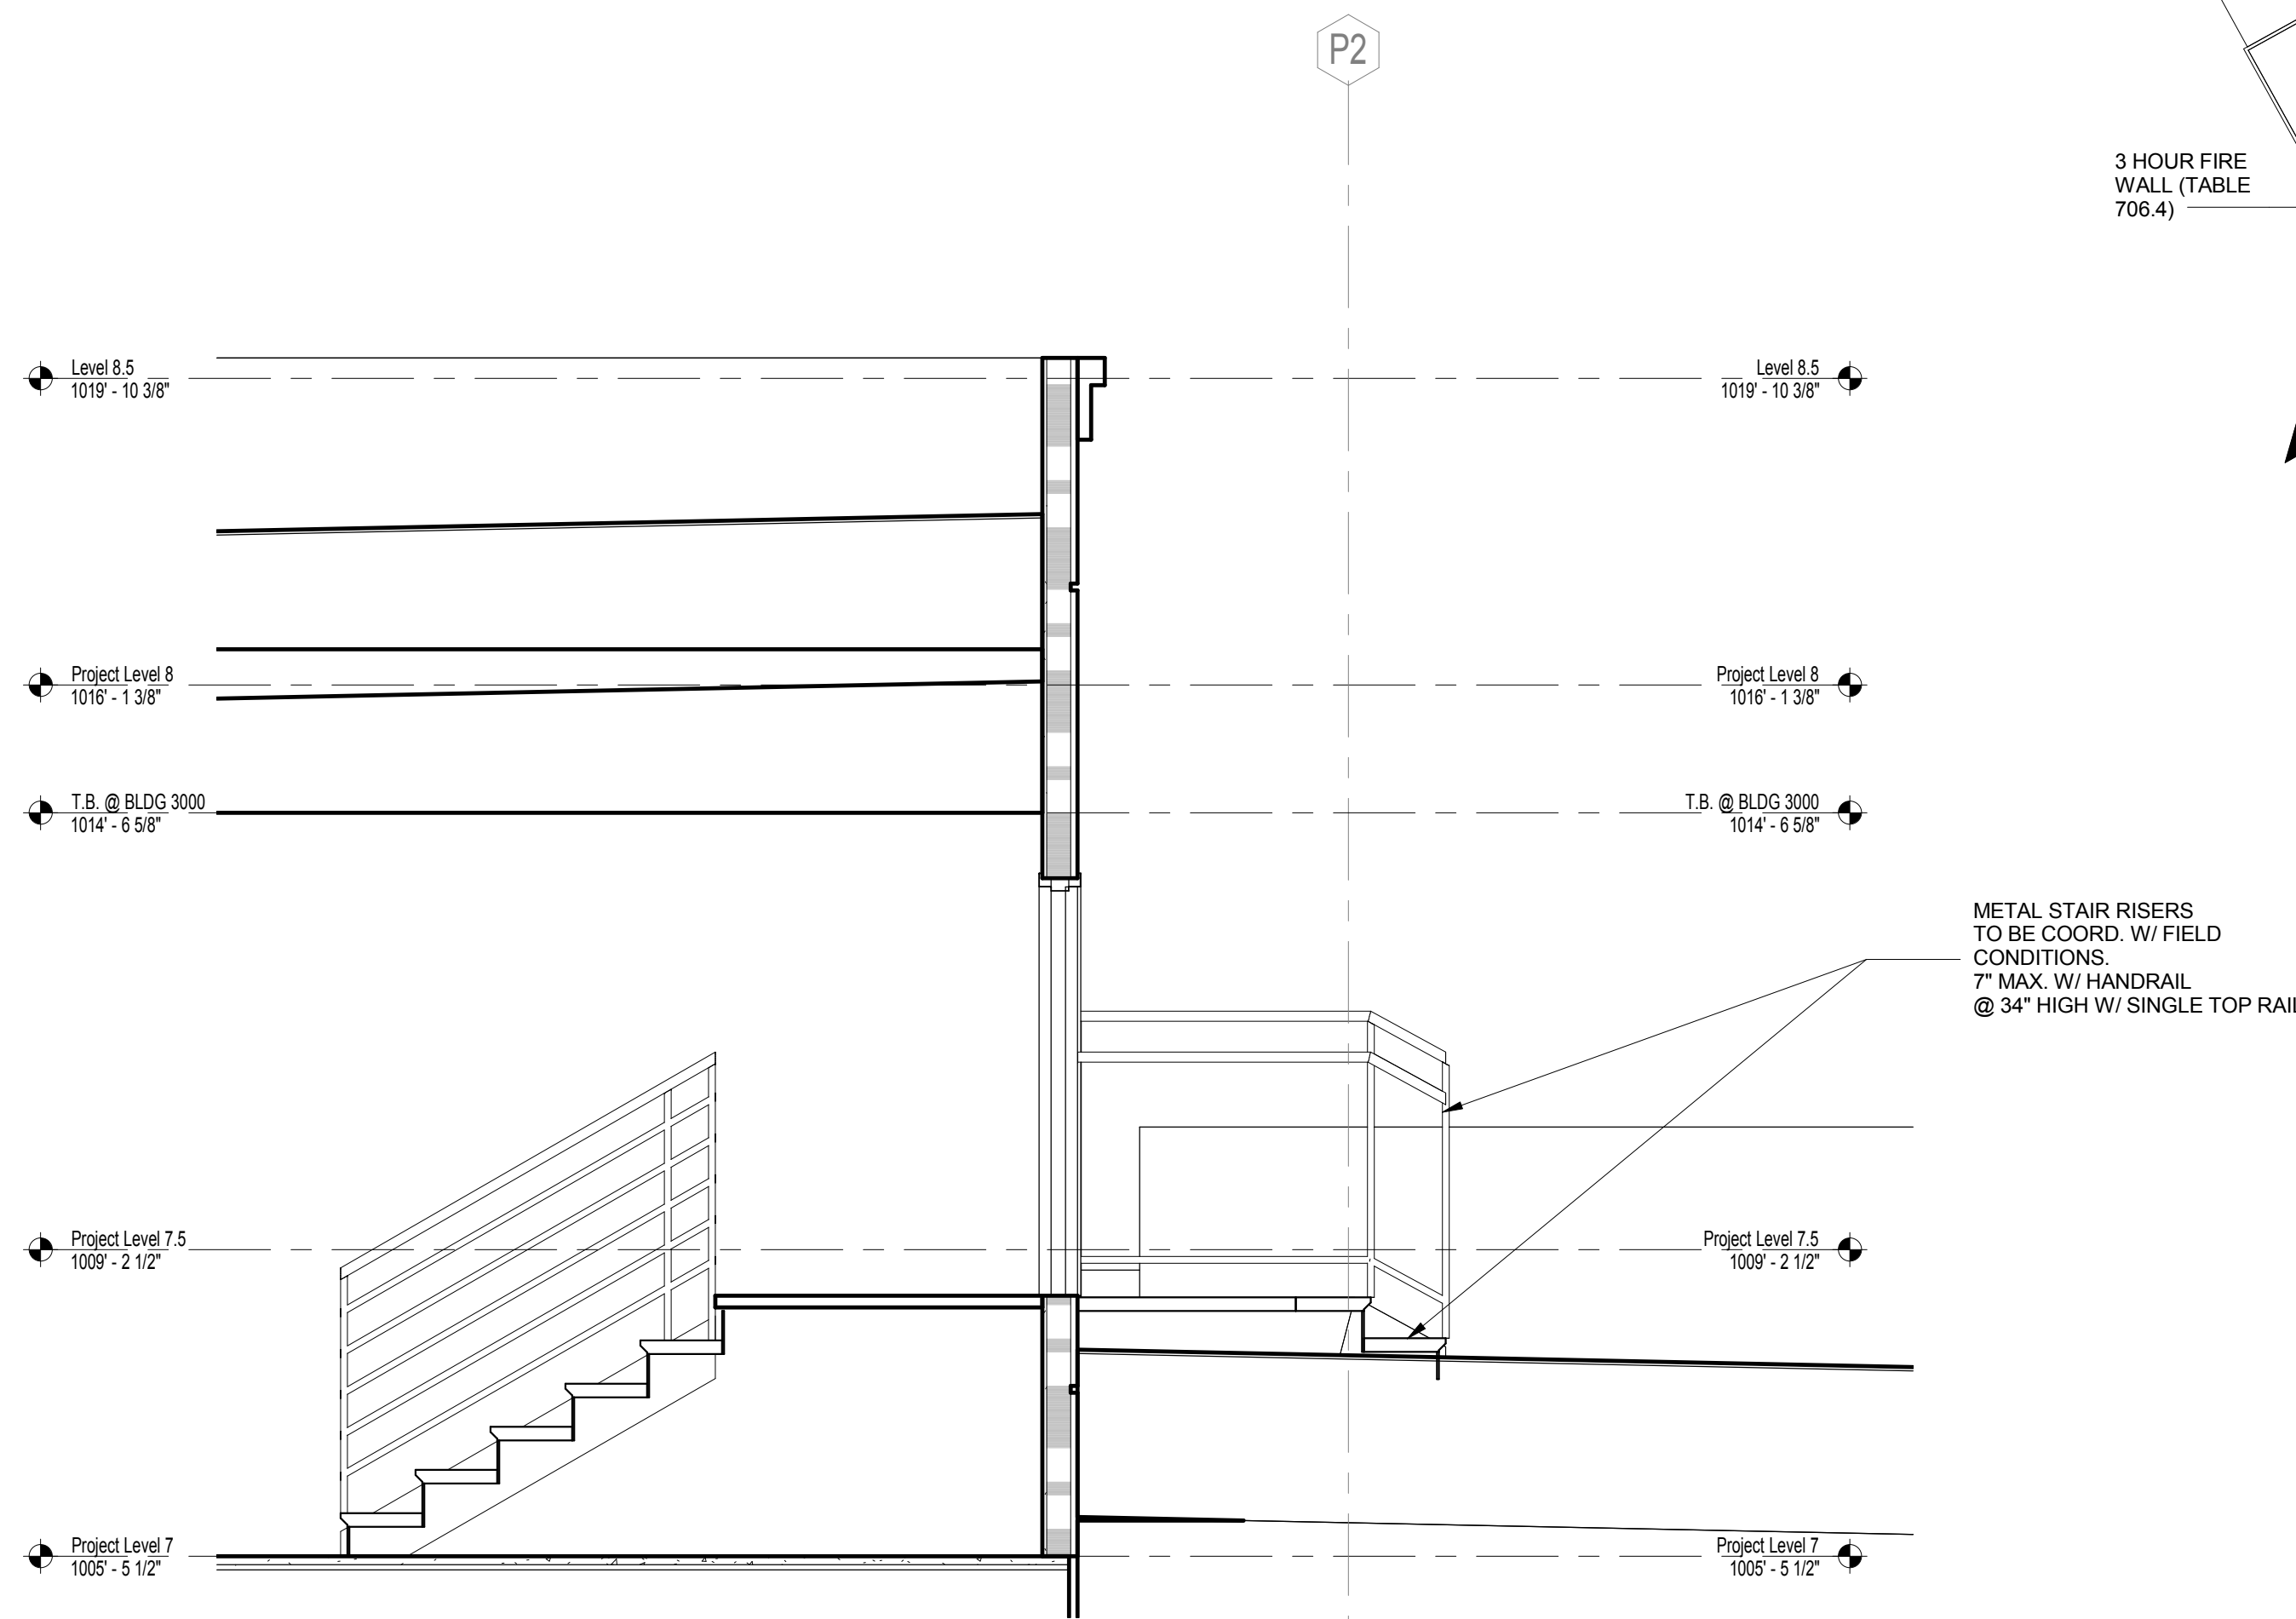 P2
3 HOUR FIRE
WALL (TABLE
706.4)
Level 8.5
1019' - 10 3/8"
Level 8.5
1019' - 10 3/8"
Project Level 8
1016' - 1 3/8"
Project Level 8
1016' - 1 3/8"
T.B. @ BLDG 3000
1014' - 6 5/8"
T.B. @ BLDG 3000
1014' - 6 5/8"
METAL STAIR RISERS
TO BE COORD. W/ FIELD
CONDITIONS.
7" MAX. W/ HANDRAIL
@ 34" HIGH W/ SINGLE TOP RAIL
Project Level 7.5
1009' - 2 1/2"
Project Level 7.5
1009' - 2 1/2"
Project Level 7
1005' - 5 1/2"
Project Level 7
1005' - 5 1/2"